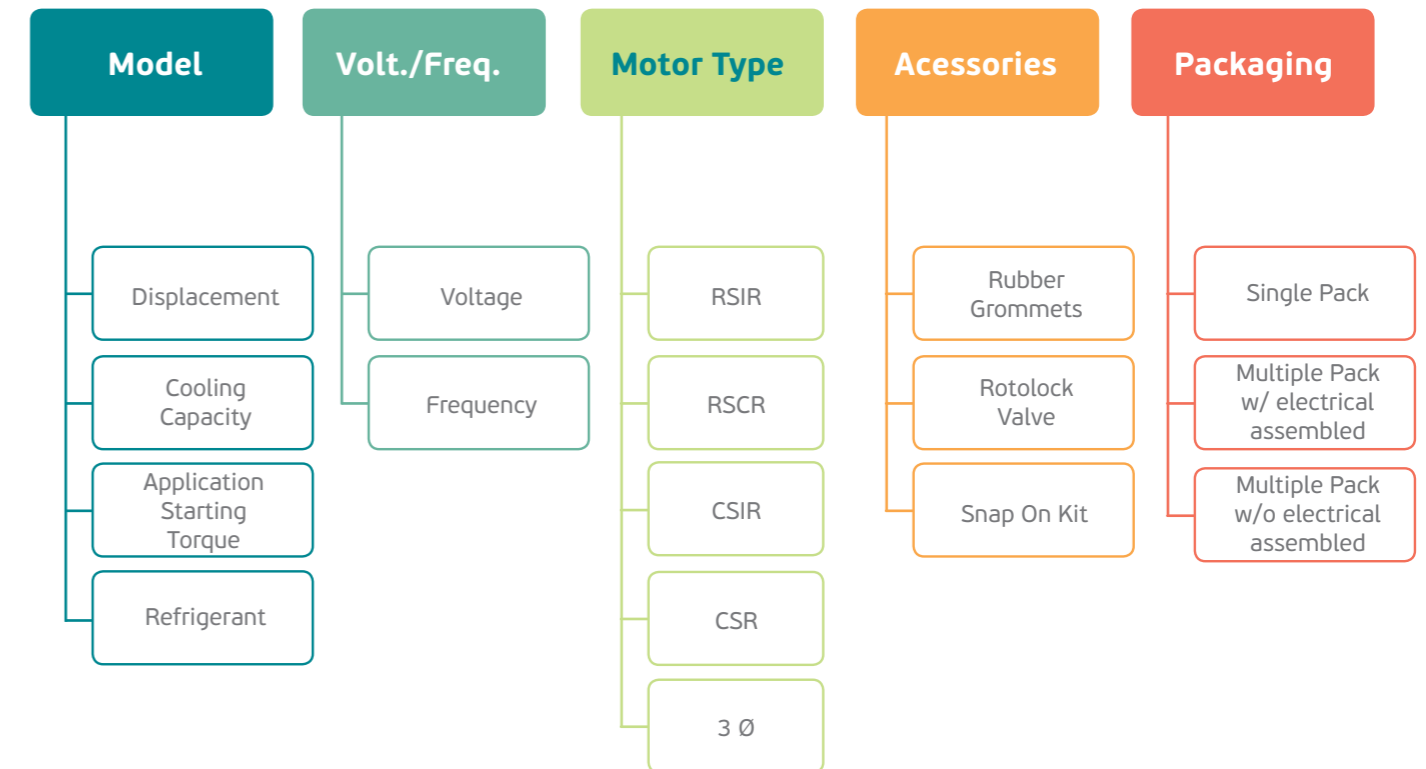 Model
Volt./Freq.
Motor Type
Acessories
Packaging
Displacement
Cooling
Capacity
Application
Starting
Torque
Refrigerant
Voltage
Frequency
RSIR
RSCR
CSIR
CSR
3 Ø
Rubber
Grommets
Rotolock
Valve
Snap On Kit
Single Pack
Multiple Pack
w/ electrical
assembled
Multiple Pack
w/o electrical
assembled